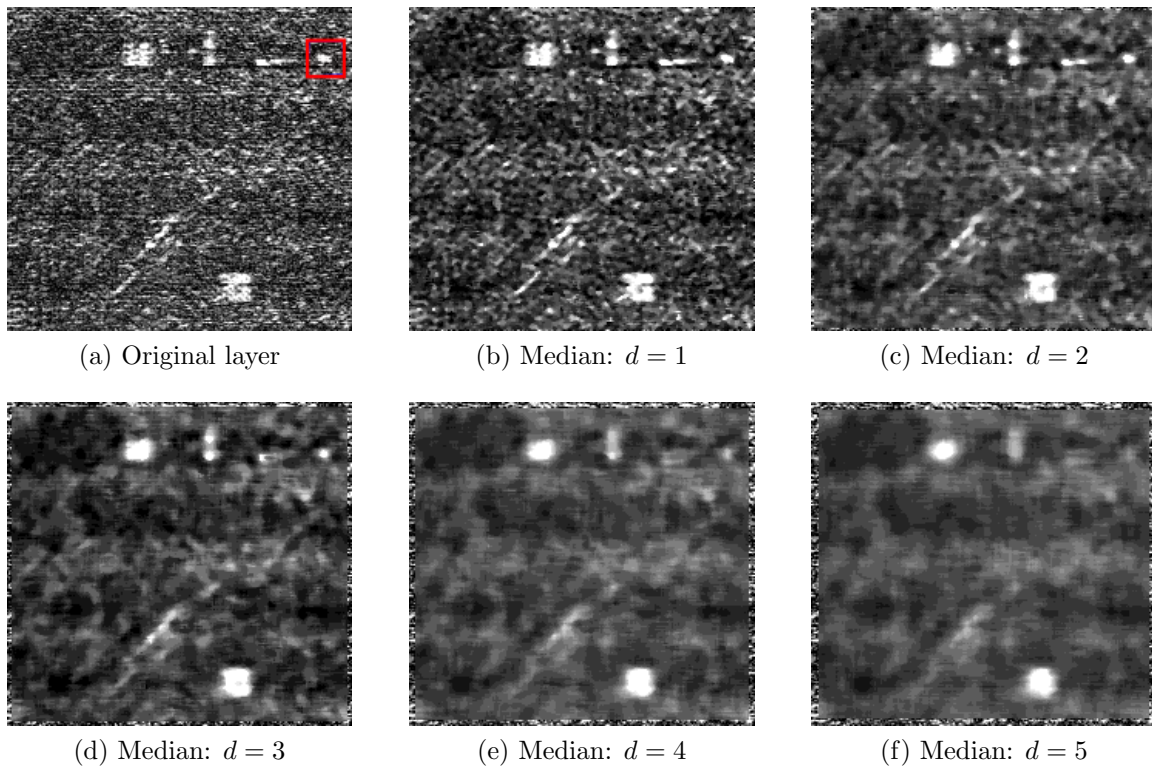 (a) Original layer
(b) Median: d = 1
(c) Median: d = 2
(d) Median: d = 3
(e) Median: d = 4
(f) Median: d = 5